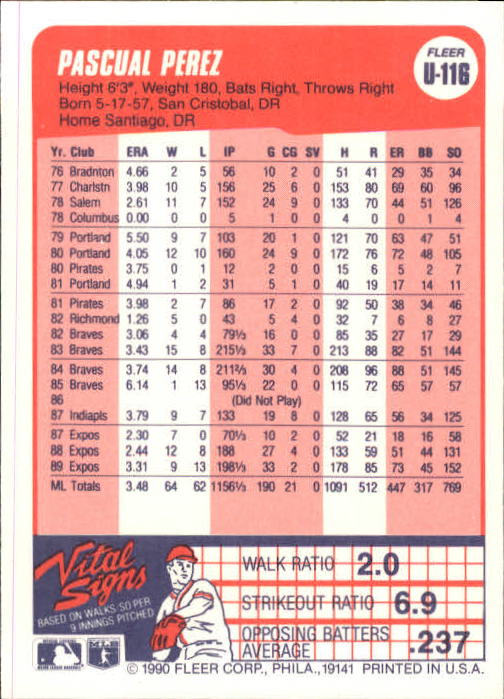 PASCUAL PEREZ
FLEER
U-116
Height 6'3", Weight 180, Bats Right, Throws Right
Born 5-17-57, San Cristobal, DR
Home Santiago, DR
Yr. Club ERA W L IP G CG SV H R ER BB SO
76 Bradnton 4.66 2 5 56 10 2 0 51 41 29 35 34
77 Charlstn 3.98 10 5 156 25 6 0 153 80 69 60 96
78 Salem 2.61 11 7 152 24 9 0 133 70 44 51 126
78 Columbus 0.00 0 0 5 1 0 0 4 0 0 1 4
79 Portland 5.50 9 7 103 20 1 0 121 70 63 47 51
80 Portland 4.05 12 10 160 24 9 0 172 76 72 48 105
80 Pirates 3.75 0 1 12 2 0 0 15 6 5 2 7
81 Portland 4.94 1 2 31 5 1 0 40 19 17 14 11
81 Pirates 3.98 2 7 86 17 2 0 92 50 38 34 46
82 Richmond 1.26 5 0 43 5 4 0 32 7 6 8 27
82 Braves 3.06 4 4 79⅓ 16 0 0 85 35 27 17 29
83 Braves 3.43 15 8 215⅓ 33 7 0 213 88 82 51 144
84 Braves 3.74 14 8 211⅔ 30 4 0 208 96 88 51 145
85 Braves 6.14 1 13 95⅓ 22 0 0 115 72 65 57 57
86 (Did Not Play)
87 Indiapls 3.79 9 7 133 19 8 0 128 65 56 34 125
87 Expos 2.30 7 0 70⅓ 10 2 0 52 21 18 16 58
88 Expos 2.44 12 8 188 27 4 0 133 59 51 44 131
89 Expos 3.31 9 13 198⅓ 33 2 0 178 85 73 45 152
ML Totals 3.48 64 62 1156⅓ 190 21 0 1091 512 447 317 769
Vital
Signs
BASED ON WALKS-SO PER
9 INNINGS PITCHED
WALK RATIO 2.0
STRIKEOUT RATIO 6.9
OPPOSING BATTERS
AVERAGE .237
© 1990 FLEER CORP., PHILA., 19141 PRINTED IN U.S.A.